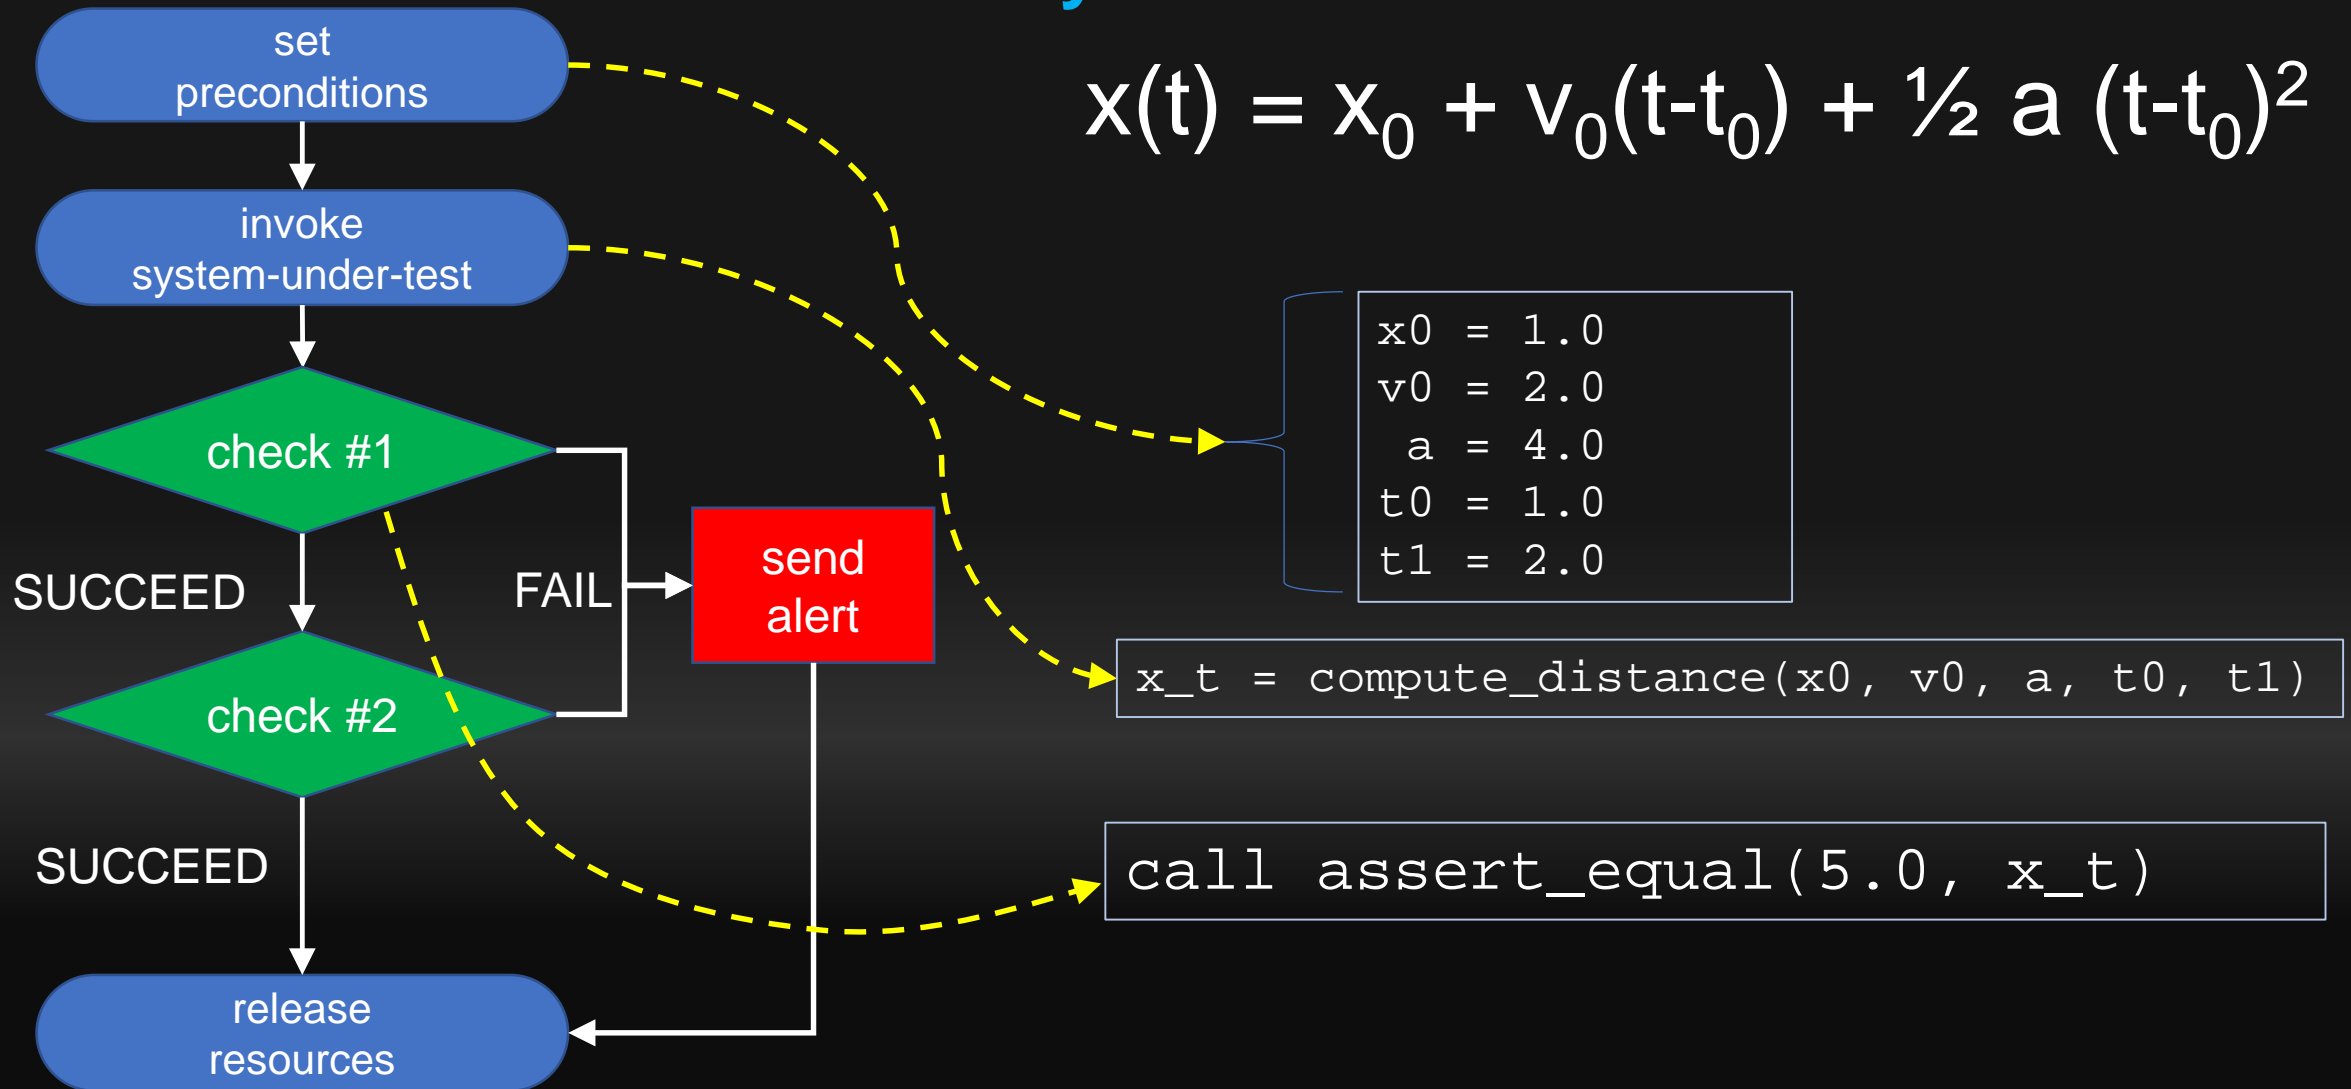 set
preconditions
invoke
system-under-test
check #1
SUCCEED
FAIL
send
alert
check #2
SUCCEED
release
resources
x(t) = x₀ + v₀(t-t₀) + ½ a (t-t₀)²
x0 = 1.0
v0 = 2.0
a = 4.0
t0 = 1.0
t1 = 2.0
x_t = compute_distance(x0, v0, a, t0, t1)
call assert_equal(5.0, x_t)